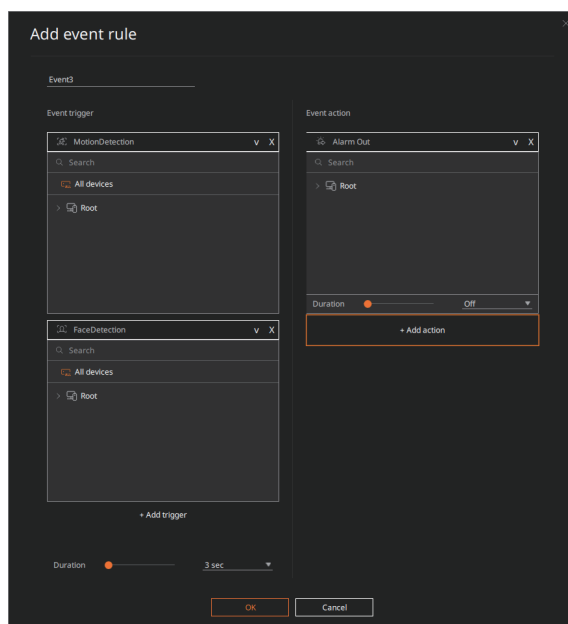 Add event rule
Event3
Event trigger
MotionDetection v X
Search
All devices
Root
FaceDetection v X
Search
All devices
Root
+ Add trigger
Duration 3 sec
Event action
Alarm Out v X
Search
Root
Duration Off
+ Add action
OK Cancel